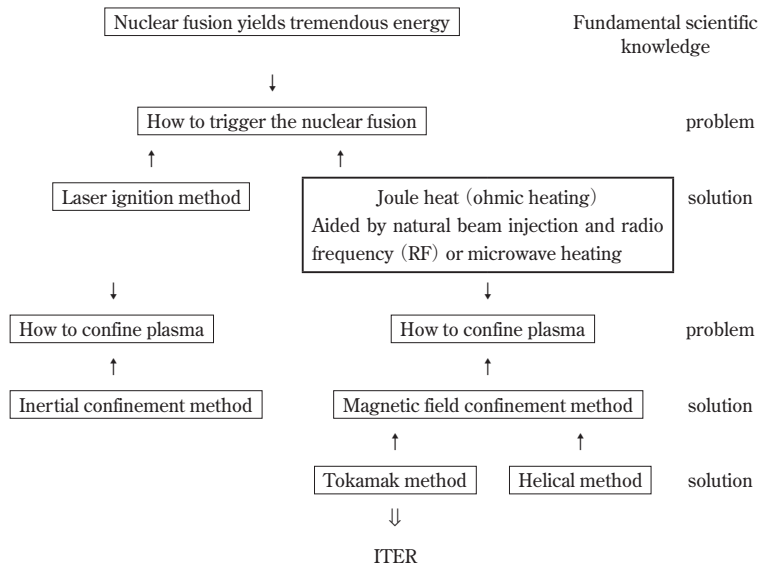 Nuclear fusion yields tremendous energy
Fundamental scientific
knowledge
↓
How to trigger the nuclear fusion
problem
↑ ↑
Laser ignition method
Joule heat (ohmic heating)
Aided by natural beam injection and radio
frequency (RF) or microwave heating
solution
↓ ↓
How to confine plasma
How to confine plasma
problem
↑ ↑
Inertial confinement method
Magnetic field confinement method
solution
↑ ↑
Tokamak method
Helical method
solution
⇓
ITER